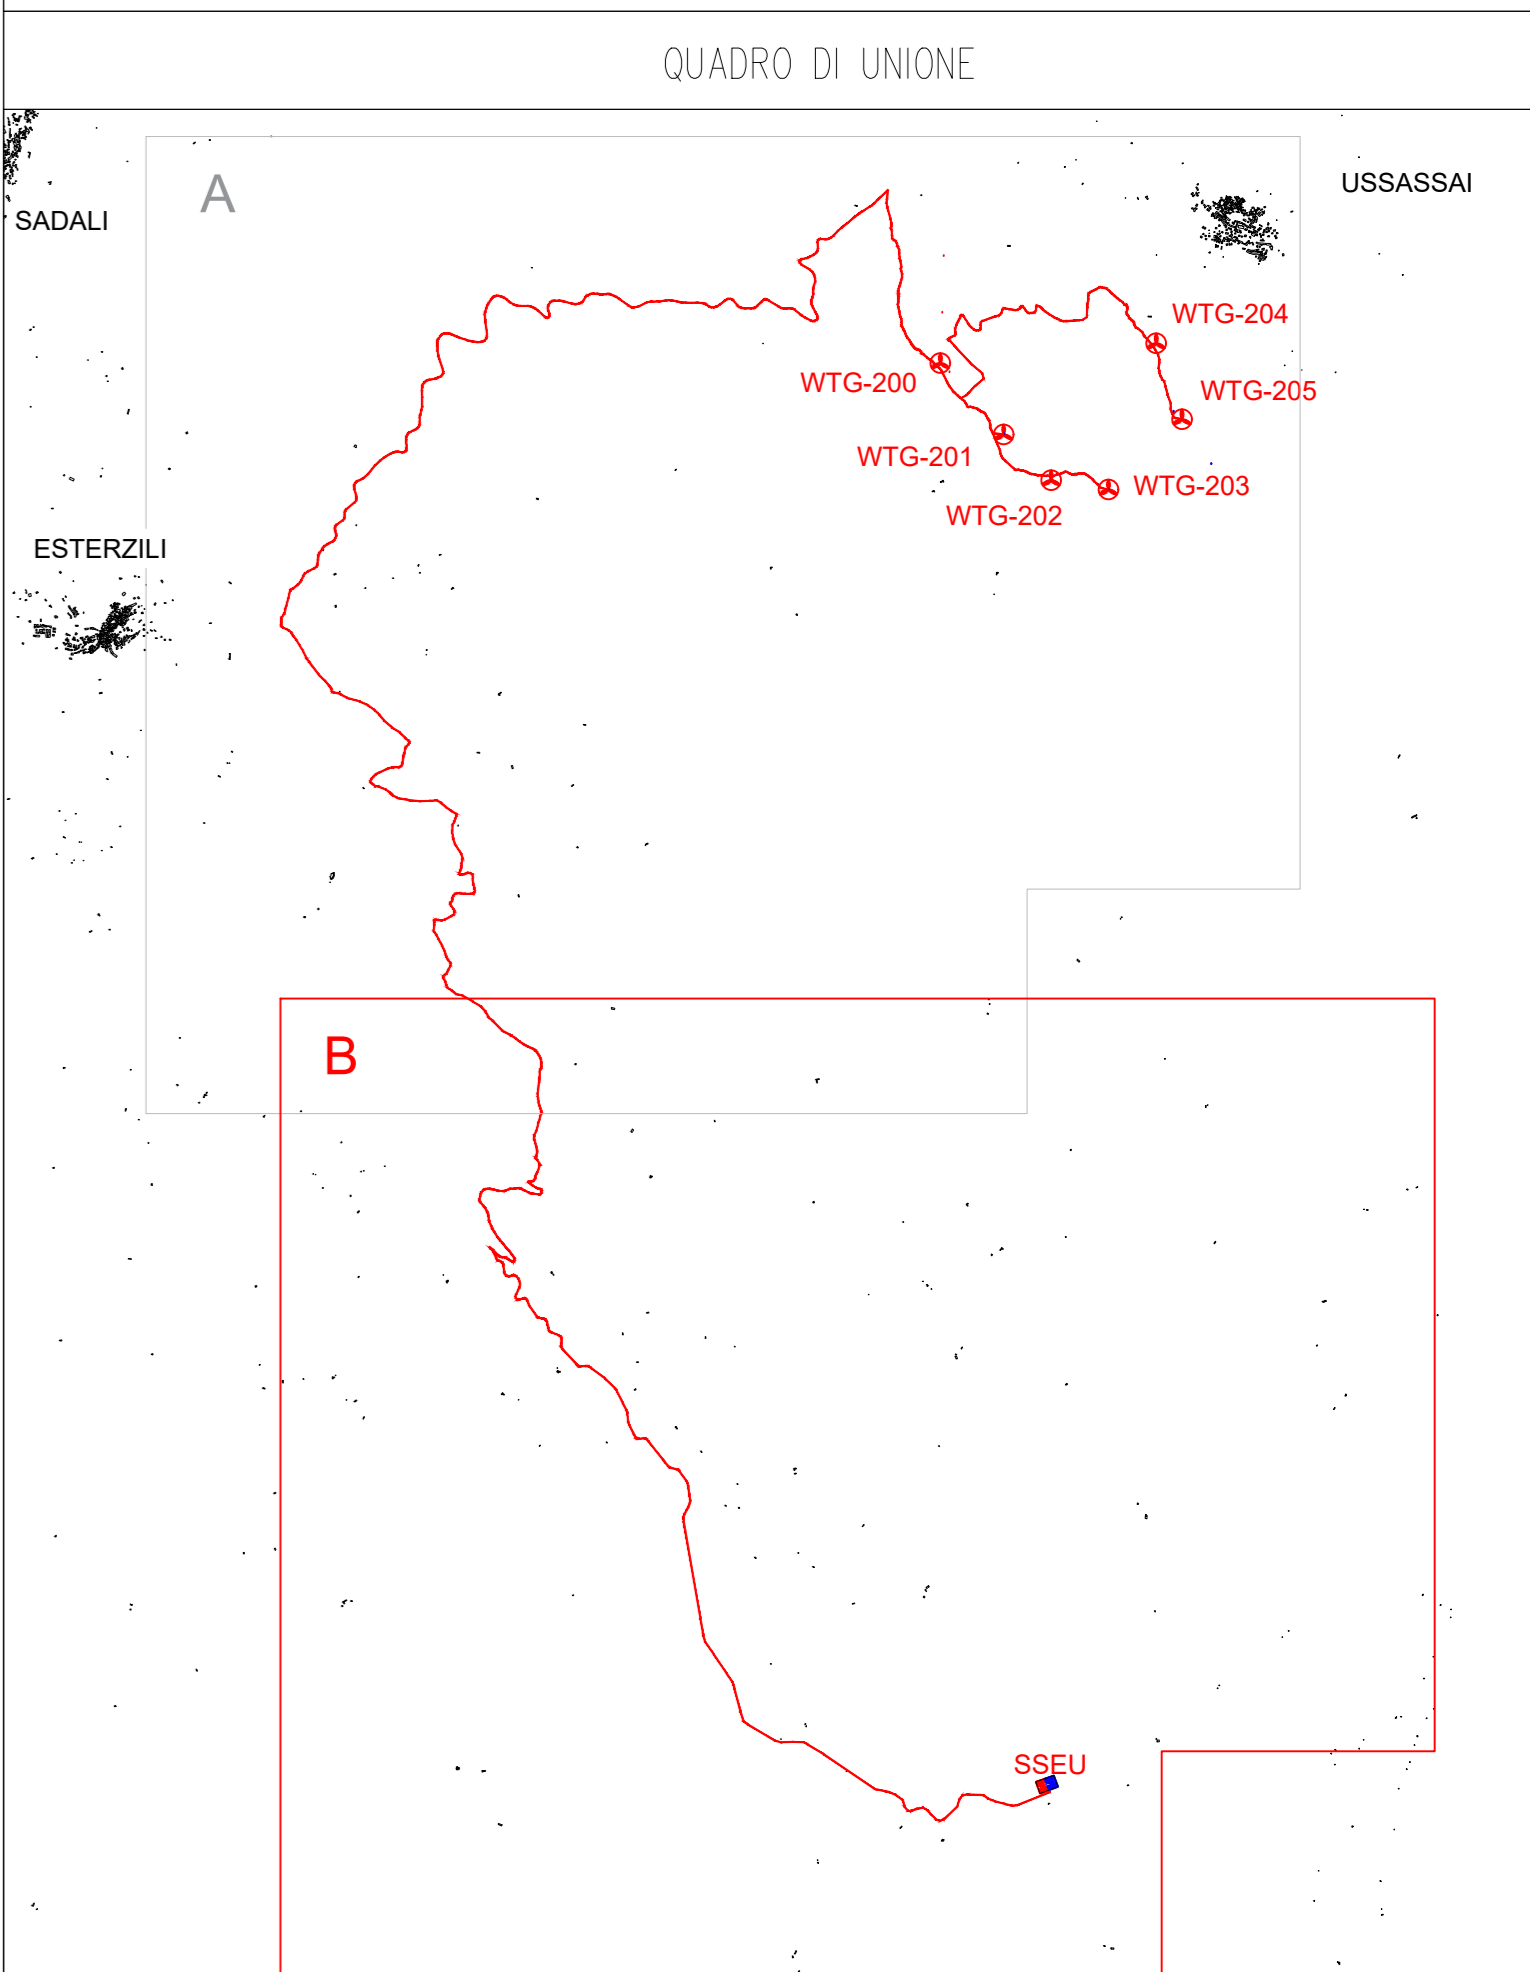 QUADRO DI UNIONE
A
USSASSAI
SADALI
WTG-204
WTG-200
WTG-205
WTG-201
WTG-203
WTG-202
ESTERZILI
B
SSEU